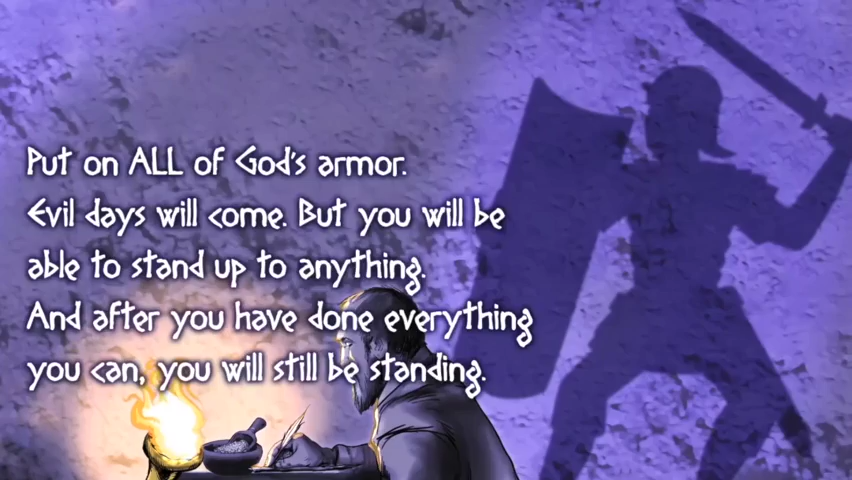 Put on ALL of God's armor.
Evil days will come. But you will be
able to stand up to anything.
And after you have done everything
you can, you will still be standing.